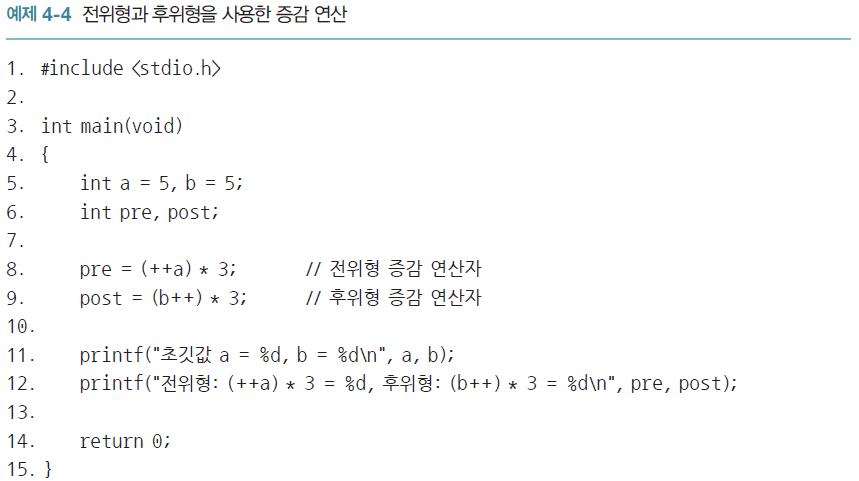 예제 4-4 전위형과 후위형을 사용한 증감 연산
1. #include <stdio.h>
2.
3. int main(void)
4. {
5. int a = 5, b = 5;
6. int pre, post;
7.
8. pre = (++a) * 3; // 전위형 증감 연산자
9. post = (b++) * 3; // 후위형 증감 연산자
10.
11. printf("초깃값 a = %d, b = %d\n", a, b);
12. printf("전위형: (++a) * 3 = %d, 후위형: (b++) * 3 = %d\n", pre, post);
13.
14. return 0;
15. }